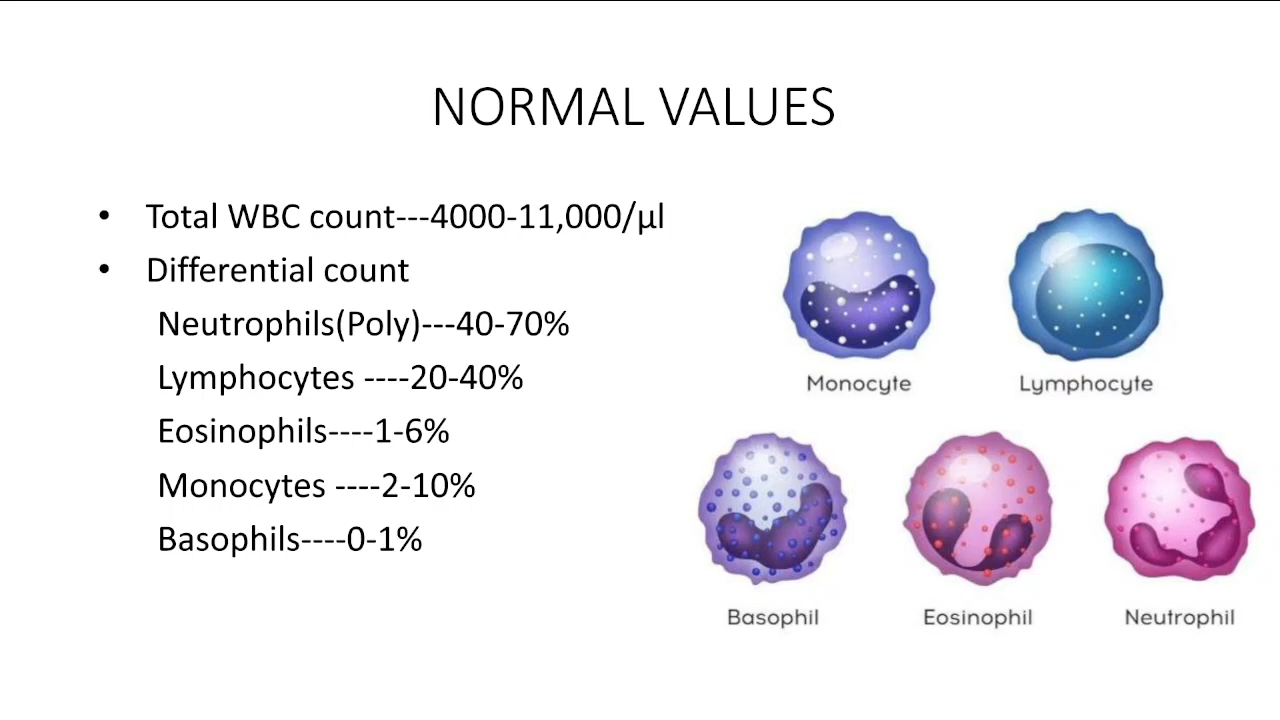 NORMAL VALUES
• Total WBC count---4000-11,000/µl
• Differential count
Neutrophils(Poly)---40-70%
Lymphocytes ----20-40%
Eosinophils----1-6%
Monocytes ----2-10%
Basophils----0-1%
Monocyte
Lymphocyte
Basophil
Eosinophil
Neutrophil